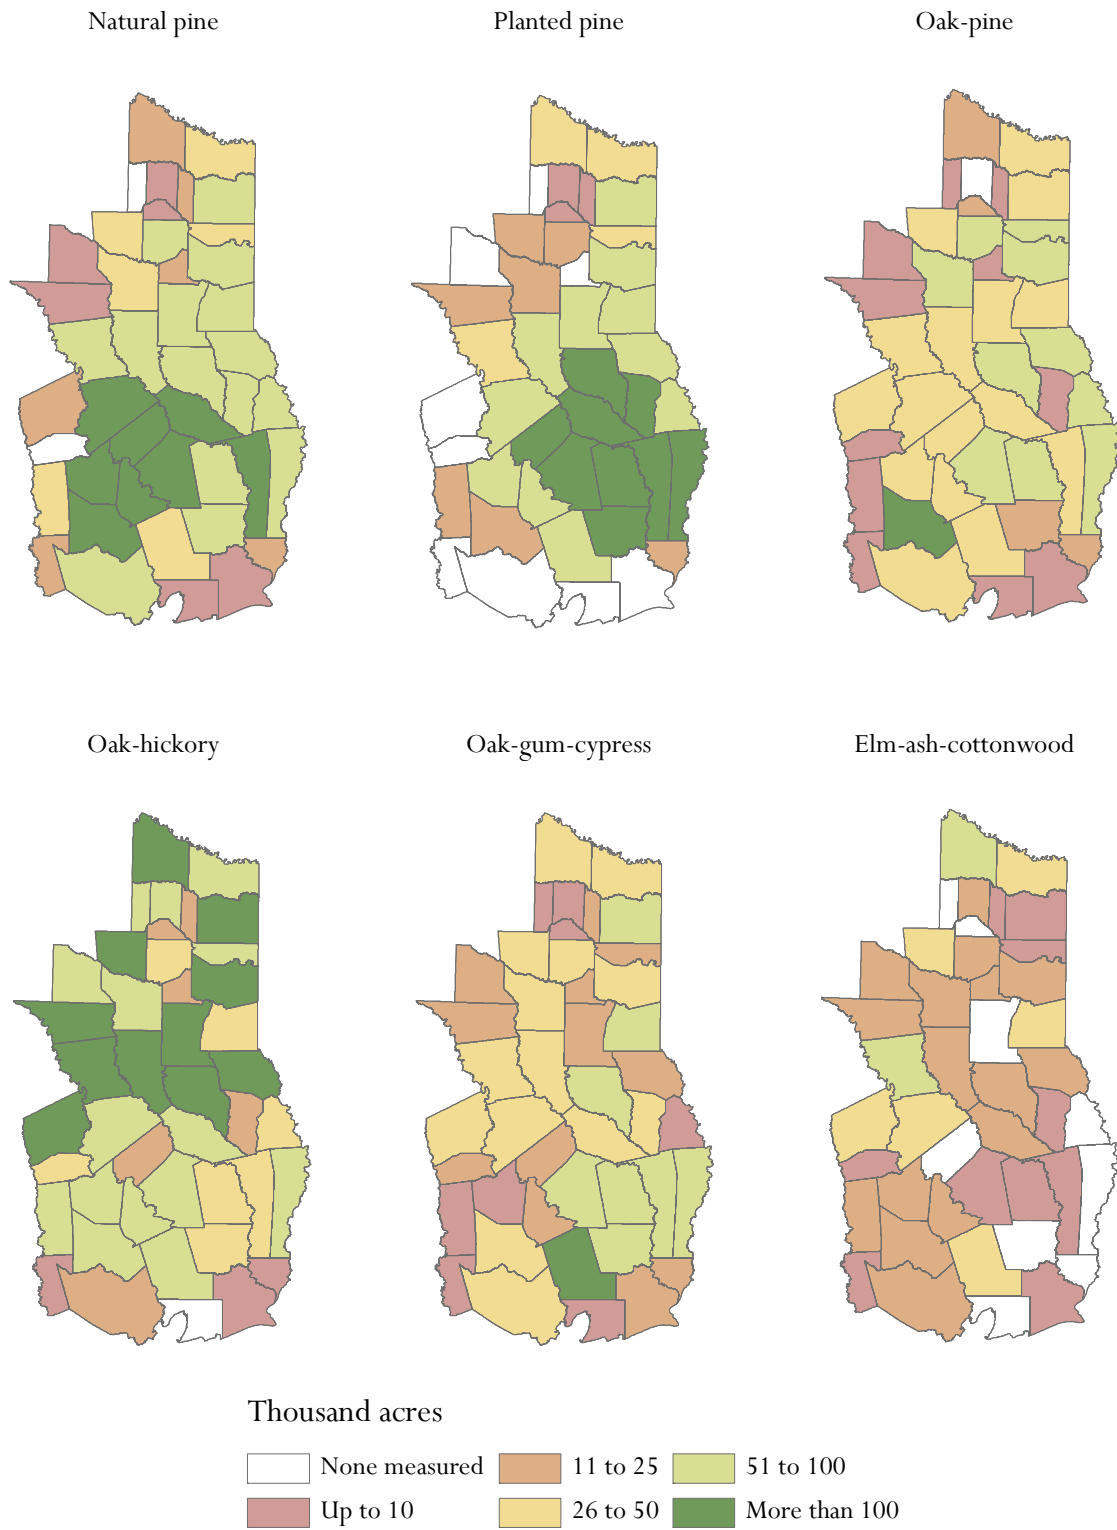 Natural pine
Planted pine
Oak-pine
Oak-hickory
Oak-gum-cypress
Elm-ash-cottonwood
Thousand acres
None measured
11 to 25
51 to 100
Up to 10
26 to 50
More than 100